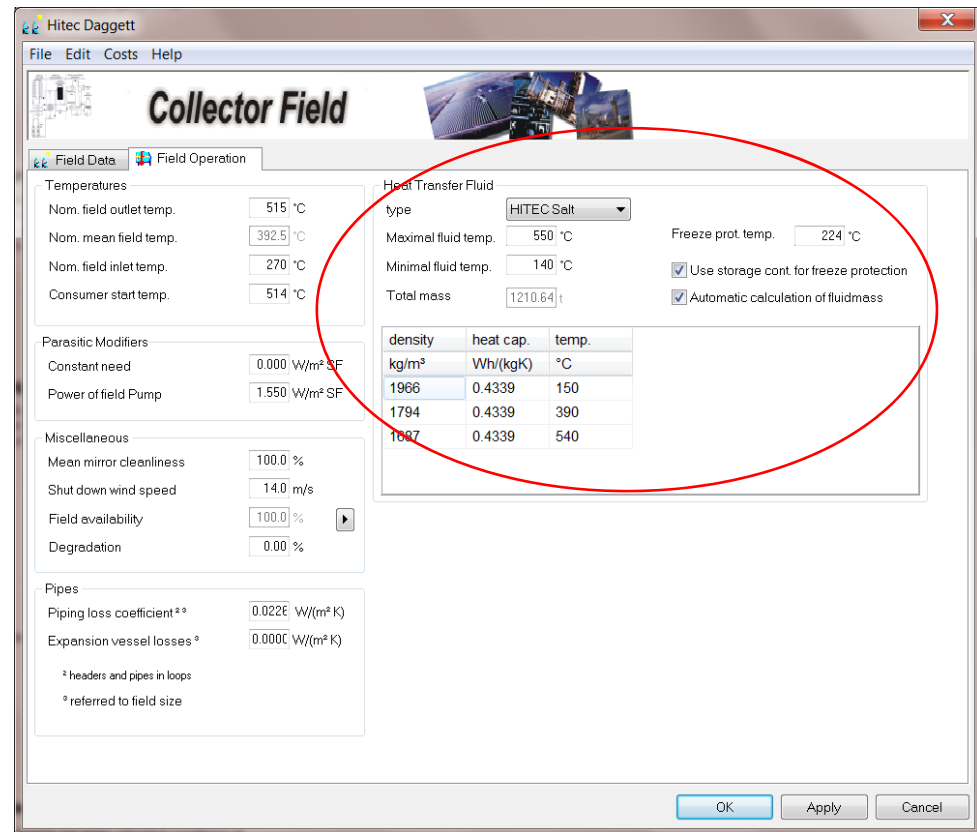 Hitec Daggett
File Edit Costs Help
Collector Field
Field Data Field Operation
Temperatures
Nom. field outlet temp. 515 °C
Nom. mean field temp. 392.5 °C
Nom. field inlet temp. 270 °C
Consumer start temp. 514 °C
Parasitic Modifiers
Constant need 0.000 W/m² SF
Power of field Pump 1.550 W/m² SF
Miscellaneous
Mean mirror cleanliness 100.0 %
Shut down wind speed 14.0 m/s
Field availability 100.0 %
Degradation 0.00 %
Pipes
Piping loss coefficient ² ³ 0.0226 W/(m² K)
Expansion vessel losses ³ 0.0000 W/(m² K)
² headers and pipes in loops
³ referred to field size
Heat Transfer Fluid
type HITEC Salt
Maximal fluid temp. 550 °C
Freeze prot. temp. 224 °C
Minimal fluid temp. 140 °C
Use storage cont. for freeze protection
Total mass 1210.64 t
Automatic calculation of fluidmass
density heat cap. temp.
kg/m³ Wh/(kgK) °C
1966 0.4339 150
1794 0.4339 390
1687 0.4339 540
OK Apply Cancel